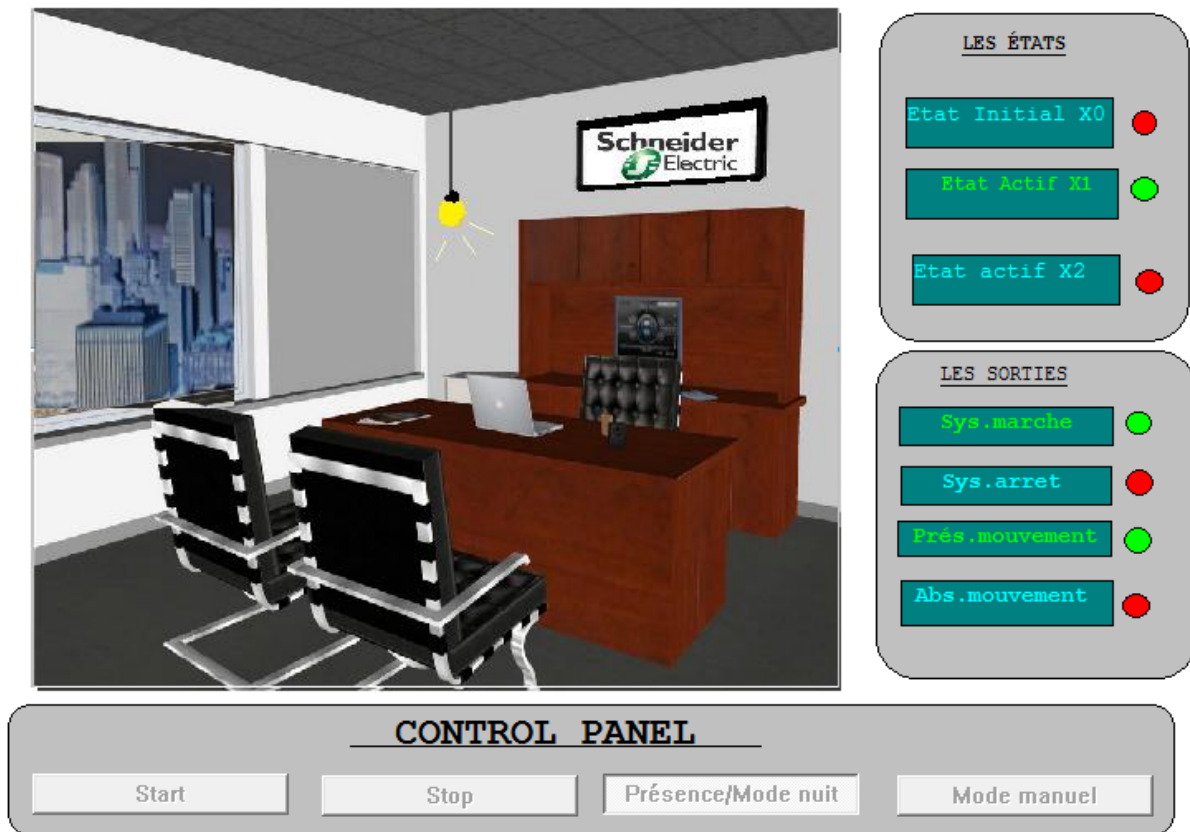 Schneider
Electric
LES ÉTATS
Etat Initial X0
Etat Actif X1
Etat actif X2
LES SORTIES
Sys.marche
Sys.arret
Prés.mouvement
Abs.mouvement
CONTROL PANEL
Start
Stop
Présence/Mode nuit
Mode manuel